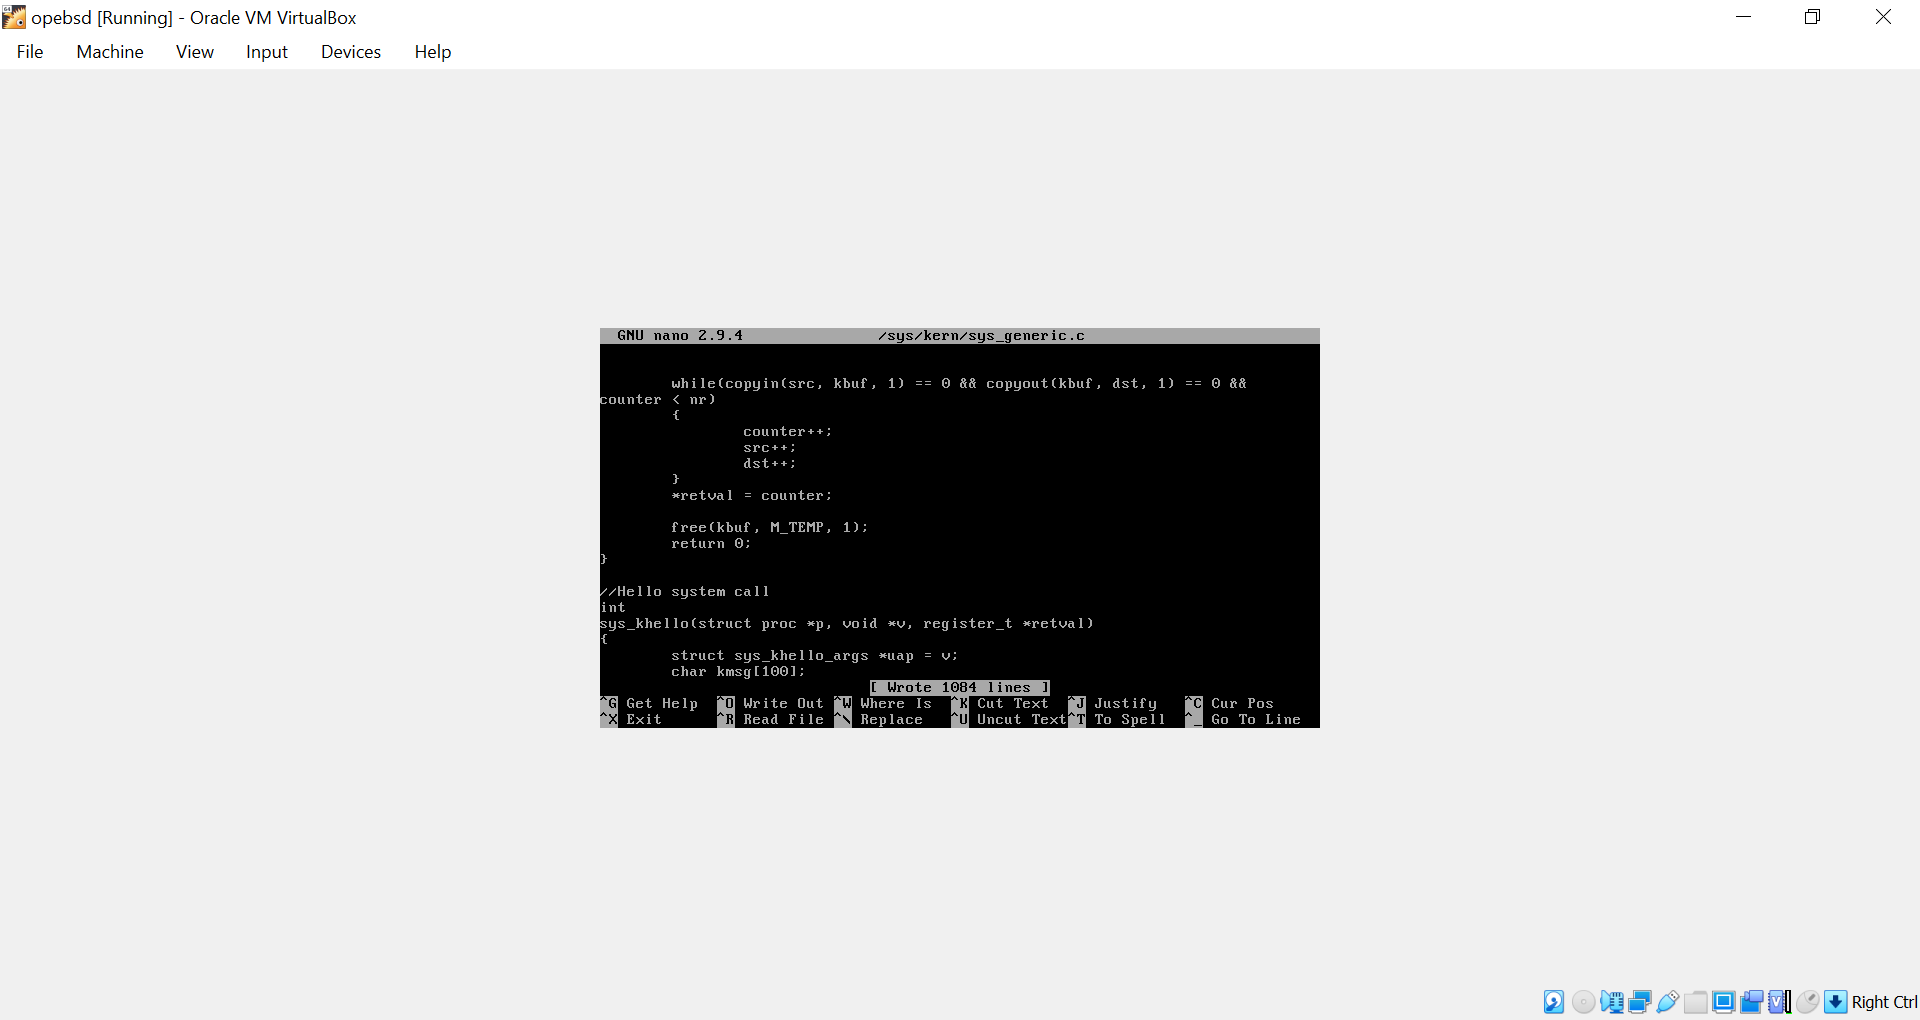 opebsd [Running] - Oracle VM VirtualBox
File Machine View Input Devices Help
GNU nano 2.9.4 /sys/kern/sys_generic.c
while(copyin(src, kbuf, 1) == 0 && copyout(kbuf, dst, 1) == 0 &&
counter < nr)
{
counter++;
src++;
dst++;
}
*retval = counter;
free(kbuf, M_TEMP, 1);
return 0;
}
//Hello system call
int
sys_khello(struct proc *p, void *v, register_t *retval)
{
struct sys_khello_args *uap = v;
char kmsg[100];
[ Wrote 1084 lines ]
^G Get Help ^O Write Out ^W Where Is ^K Cut Text ^J Justify ^C Cur Pos
^X Exit ^R Read File ^\ Replace ^U Uncut Text ^T To Spell ^_ Go To Line
Right Ctrl